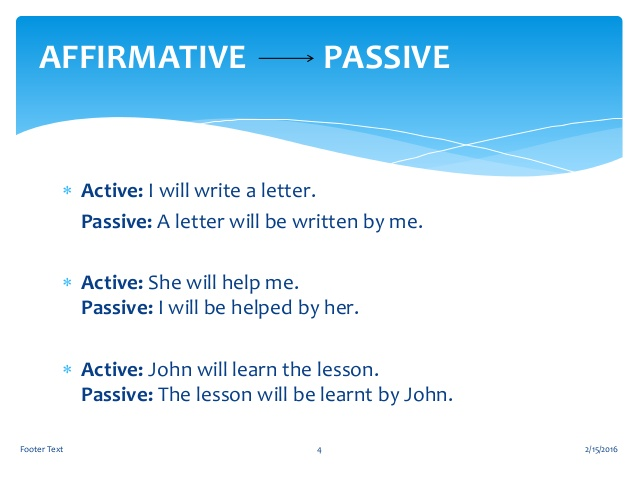 AFFIRMATIVE → PASSIVE
* Active: I will write a letter.
Passive: A letter will be written by me.
* Active: She will help me.
Passive: I will be helped by her.
* Active: John will learn the lesson.
Passive: The lesson will be learnt by John.
Footer Text 4 2/15/2016